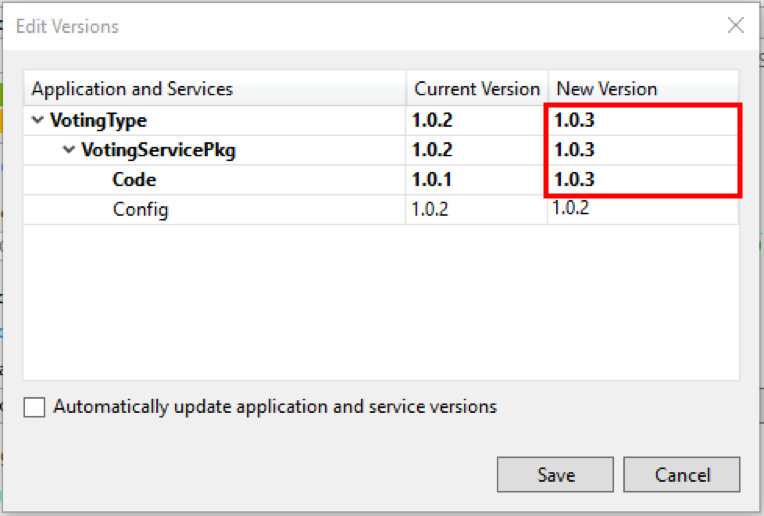 Edit Versions
Application and Services Current Version New Version
VotingType 1.0.2 1.0.3
VotingServicePkg 1.0.2 1.0.3
Code 1.0.1 1.0.3
Config 1.0.2 1.0.2
Automatically update application and service versions
Save Cancel